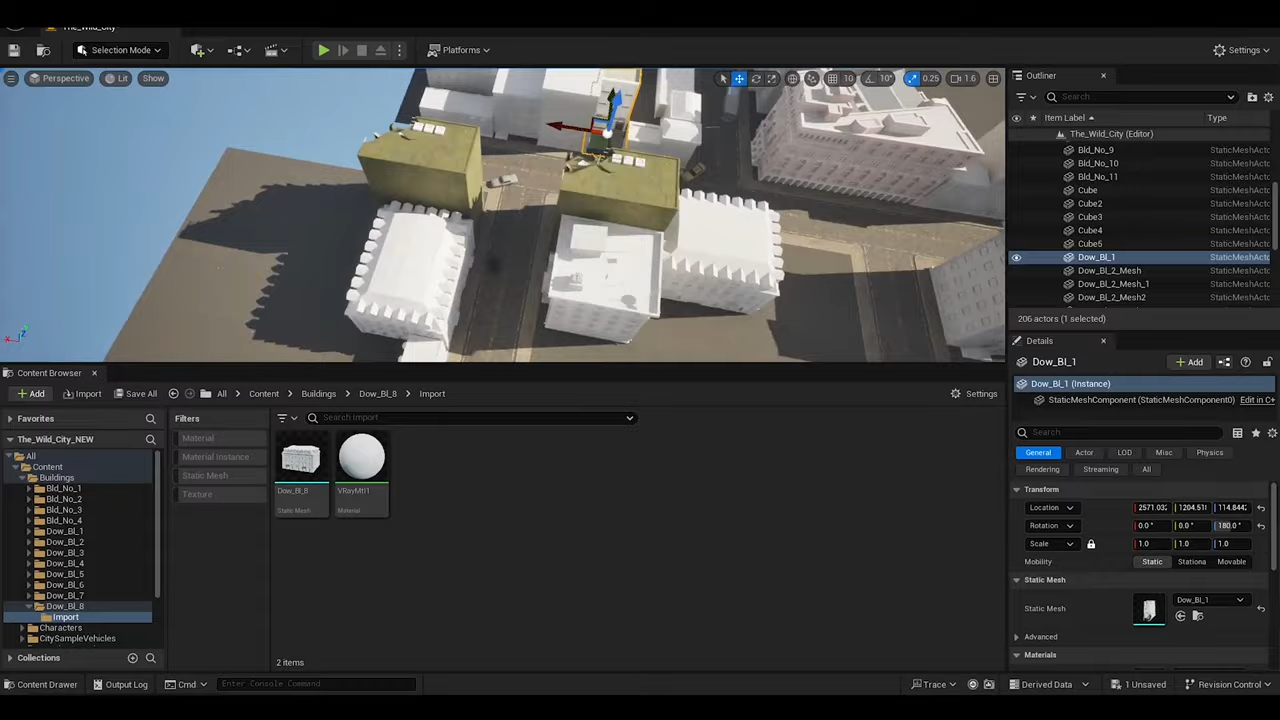 The_Wild_City
Selection Mode
Platforms
Settings
Perspective
Lit
Show
10
10°
0.25
1.6
Outliner
Search
Item Label
Type
The_Wild_City (Editor)
Bld_No_9 StaticMeshActo
Bld_No_10 StaticMeshActo
Bld_No_11 StaticMeshActo
Cube StaticMeshActo
Cube2 StaticMeshActo
Cube3 StaticMeshActo
Cube4 StaticMeshActo
Cube5 StaticMeshActo
Dow_Bl_1 StaticMeshActo
Dow_Bl_2_Mesh StaticMeshActo
Dow_Bl_2_Mesh_1 StaticMeshActo
Dow_Bl_2_Mesh2 StaticMeshActo
206 actors (1 selected)
Details
Dow_Bl_1
Add
Dow_Bl_1 (Instance)
StaticMeshComponent (StaticMeshComponent0) Edit in C+
Search
General Actor LOD Misc Physics
Rendering Streaming All
Transform
Location 2571.03 1204.51 114.844
Rotation 0.0 ° 0.0 ° 180.0 °
Scale 1.0 1.0 1.0
Mobility Static Stationa Movable
Static Mesh
Static Mesh Dow_Bl_1
Advanced
Materials
Content Browser
Add
Import
Save All
All
Content
Buildings
Dow_Bl_8
Import
Settings
Favorites
The_Wild_City_NEW
All
Content
Buildings
Bld_No_1
Bld_No_2
Bld_No_3
Bld_No_4
Dow_Bl_1
Dow_Bl_2
Dow_Bl_3
Dow_Bl_4
Dow_Bl_5
Dow_Bl_6
Dow_Bl_7
Dow_Bl_8
Import
Characters
CitySampleVehicles
Collections
Filters
Material
Material Instance
Static Mesh
Texture
Search Import
Dow_Bl_8
Static Mesh
VRayMtl1
Material
2 items
Content Drawer
Output Log
Cmd
Enter Console Command
Trace
Derived Data
1 Unsaved
Revision Control